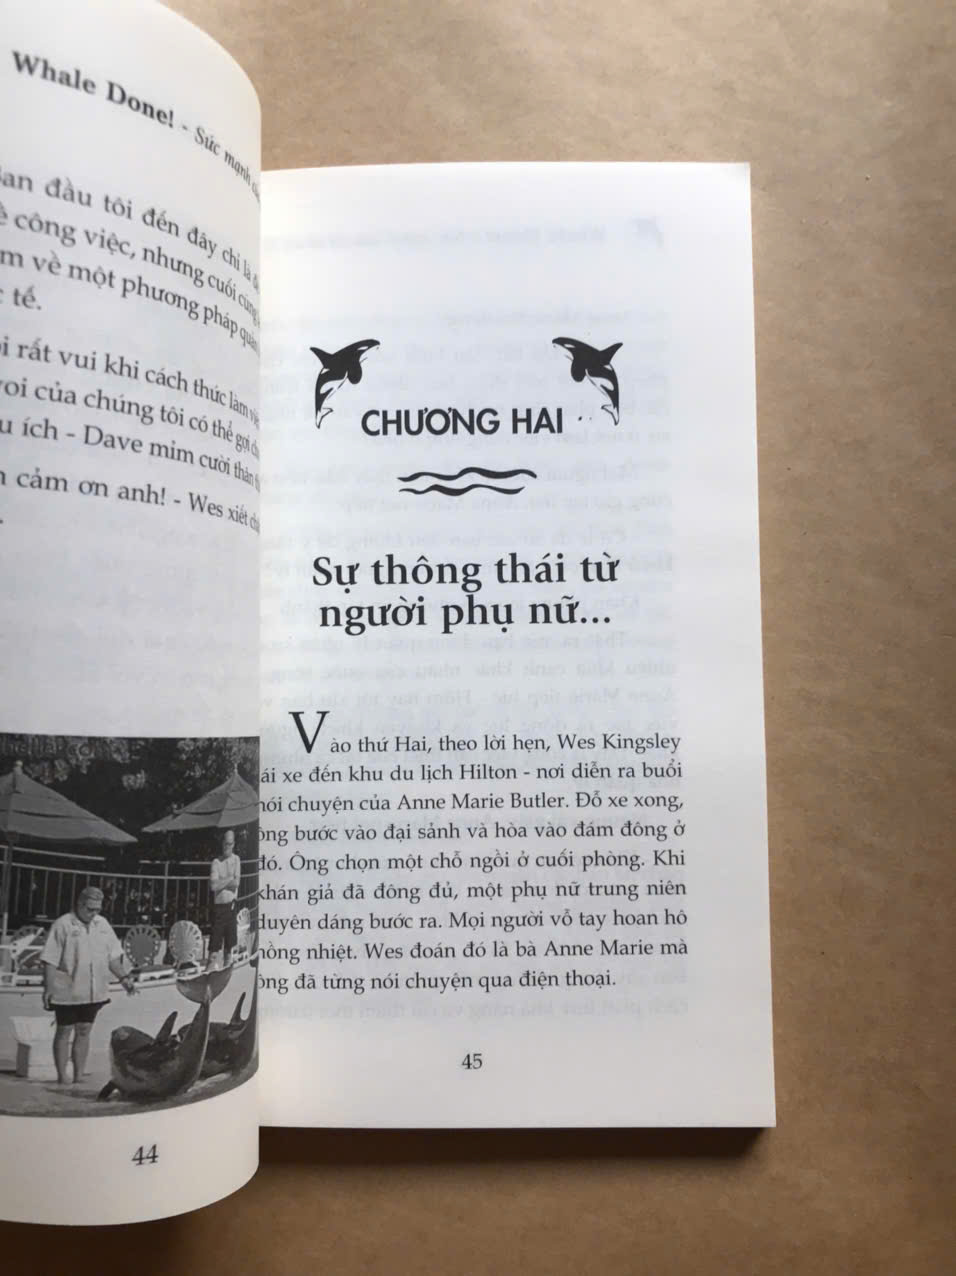 Whale Done! - Sức mạnh
đầu tôi đến đây chỉ là
công việc, nhưng cuối cùng
về một phương pháp quản
tế.
rất vui khi cách thức làm việc
voi của chúng tôi có thể gợi
ích - Dave mỉm cười thân
cảm ơn anh! - Wes xiết
44
CHƯƠNG HAI
Sự thông thái từ
người phụ nữ...
Vào thứ Hai, theo lời hẹn, Wes Kingsley
lái xe đến khu du lịch Hilton - nơi diễn ra buổi
nói chuyện của Anne Marie Butler. Đỗ xe xong,
ông bước vào đại sảnh và hòa vào đám đông ở
đó. Ông chọn một chỗ ngồi ở cuối phòng. Khi
khán giả đã đông đủ, một phụ nữ trung niên
duyên dáng bước ra. Mọi người vỗ tay hoan hô
nồng nhiệt. Wes đoán đó là bà Anne Marie mà
ông đã từng nói chuyện qua điện thoại.
45